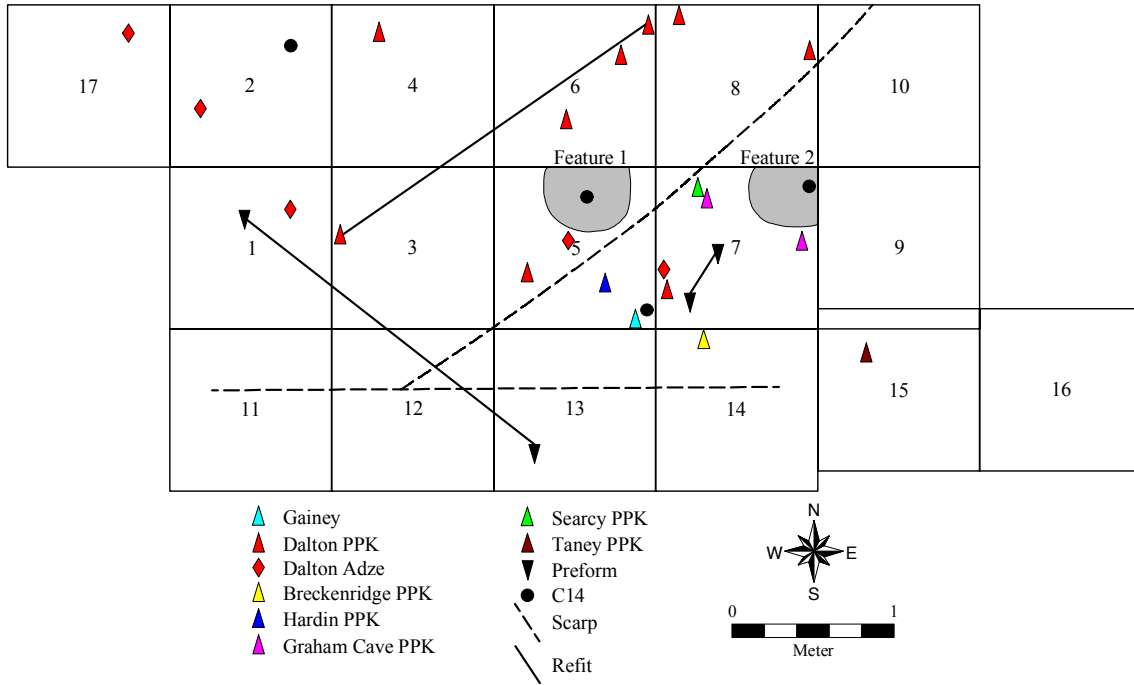 17
2
4
6
8
10
Feature 1
Feature 2
1
3
5
7
9
11
12
13
14
15
16
Gainey
Dalton PPK
Dalton Adze
Breckenridge PPK
Hardin PPK
Graham Cave PPK
Searcy PPK
Taney PPK
Preform
C14
Scarp
Refit
N
W E
S
0 1
Meter